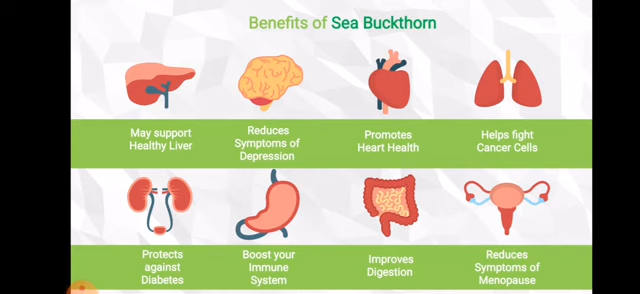 Benefits of Sea Buckthorn
May support
Healthy Liver
Reduces
Symptoms of
Depression
Promotes
Heart Health
Helps fight
Cancer Cells
Protects
against
Diabetes
Boost your
Immune
System
Improves
Digestion
Reduces
Symptoms of
Menopause